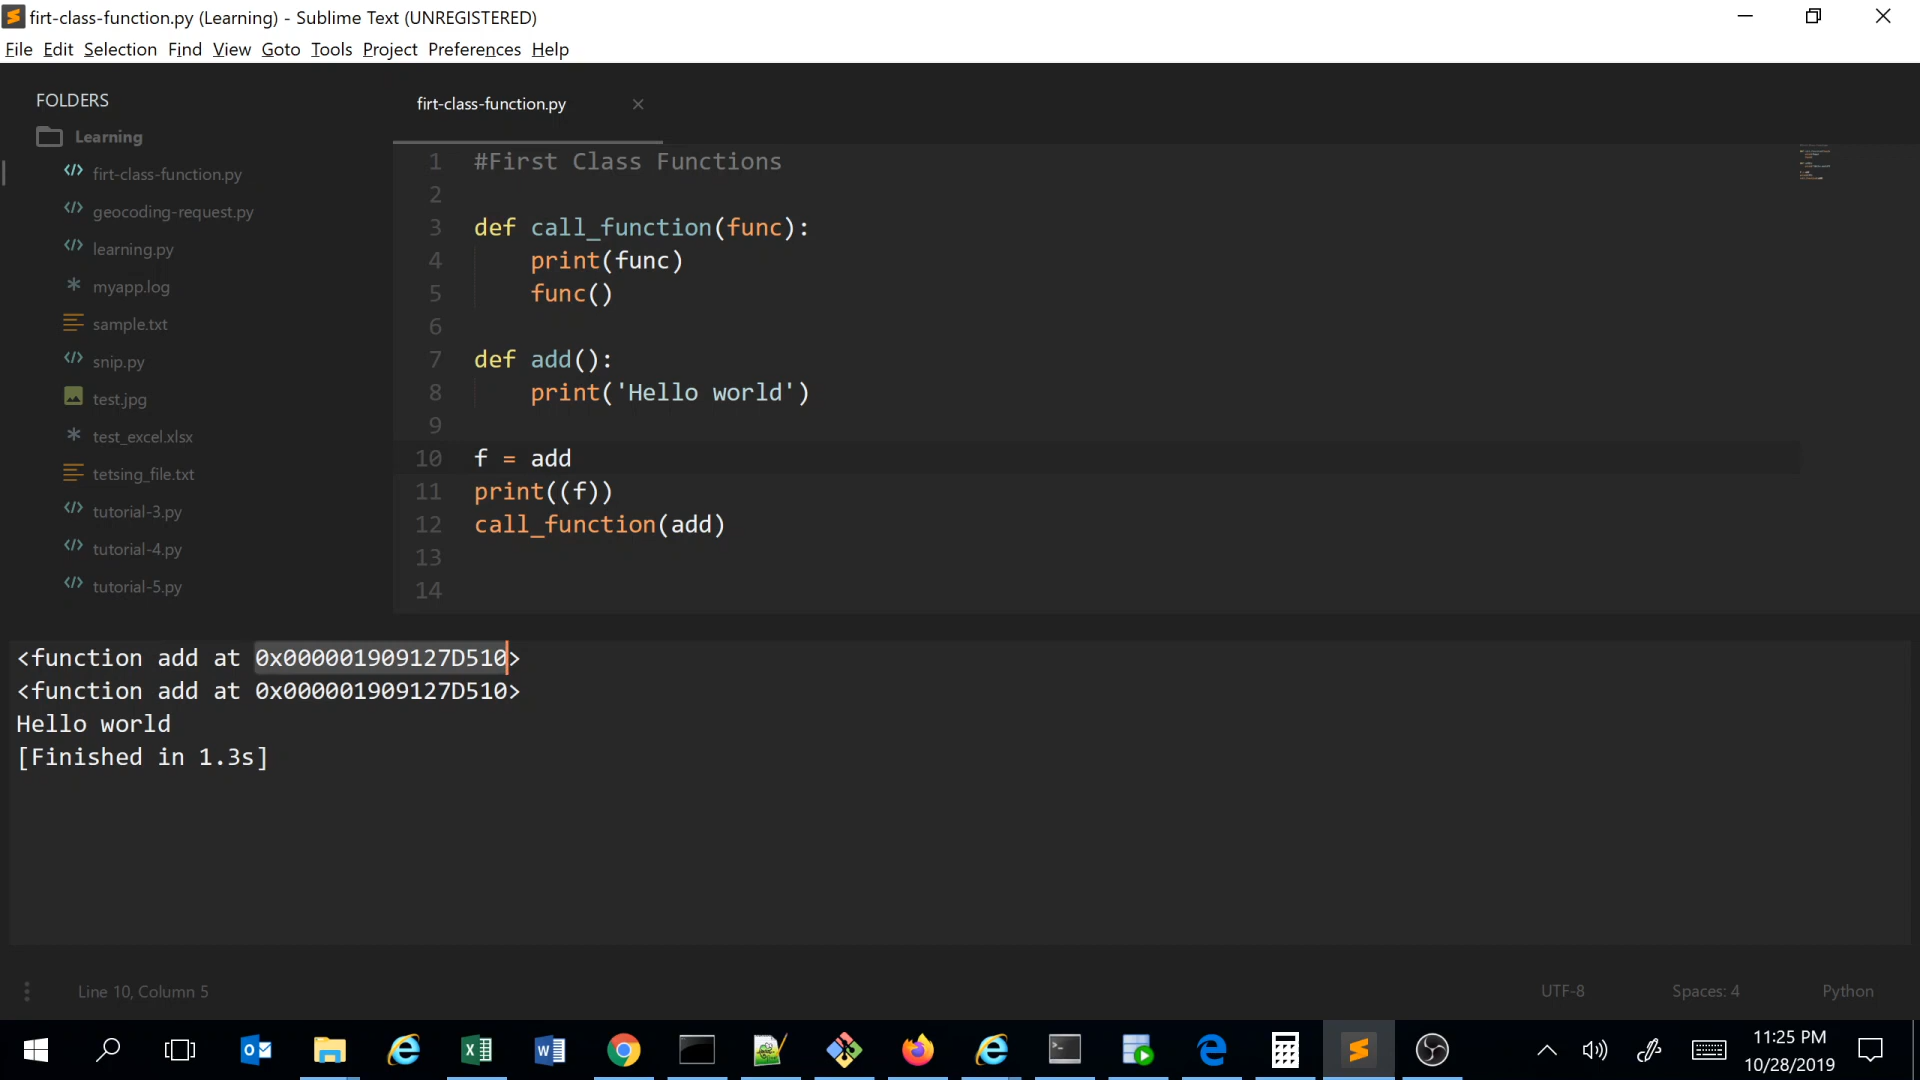 firt-class-function.py (Learning) - Sublime Text (UNREGISTERED)
File Edit Selection Find View Goto Tools Project Preferences Help
FOLDERS
Learning
firt-class-function.py
geocoding-request.py
learning.py
myapp.log
sample.txt
snip.py
test.jpg
test_excel.xlsx
tetsing_file.txt
tutorial-3.py
tutorial-4.py
tutorial-5.py
firt-class-function.py
1 #First Class Functions
2
3 def call_function(func):
4     print(func)
5     func()
6
7 def add():
8     print('Hello world')
9
10 f = add
11 print((f))
12 call_function(add)
13
14
<function add at 0x000001909127D510>
<function add at 0x000001909127D510>
Hello world
[Finished in 1.3s]
Line 10, Column 5
UTF-8 Spaces: 4 Python
11:25 PM
10/28/2019